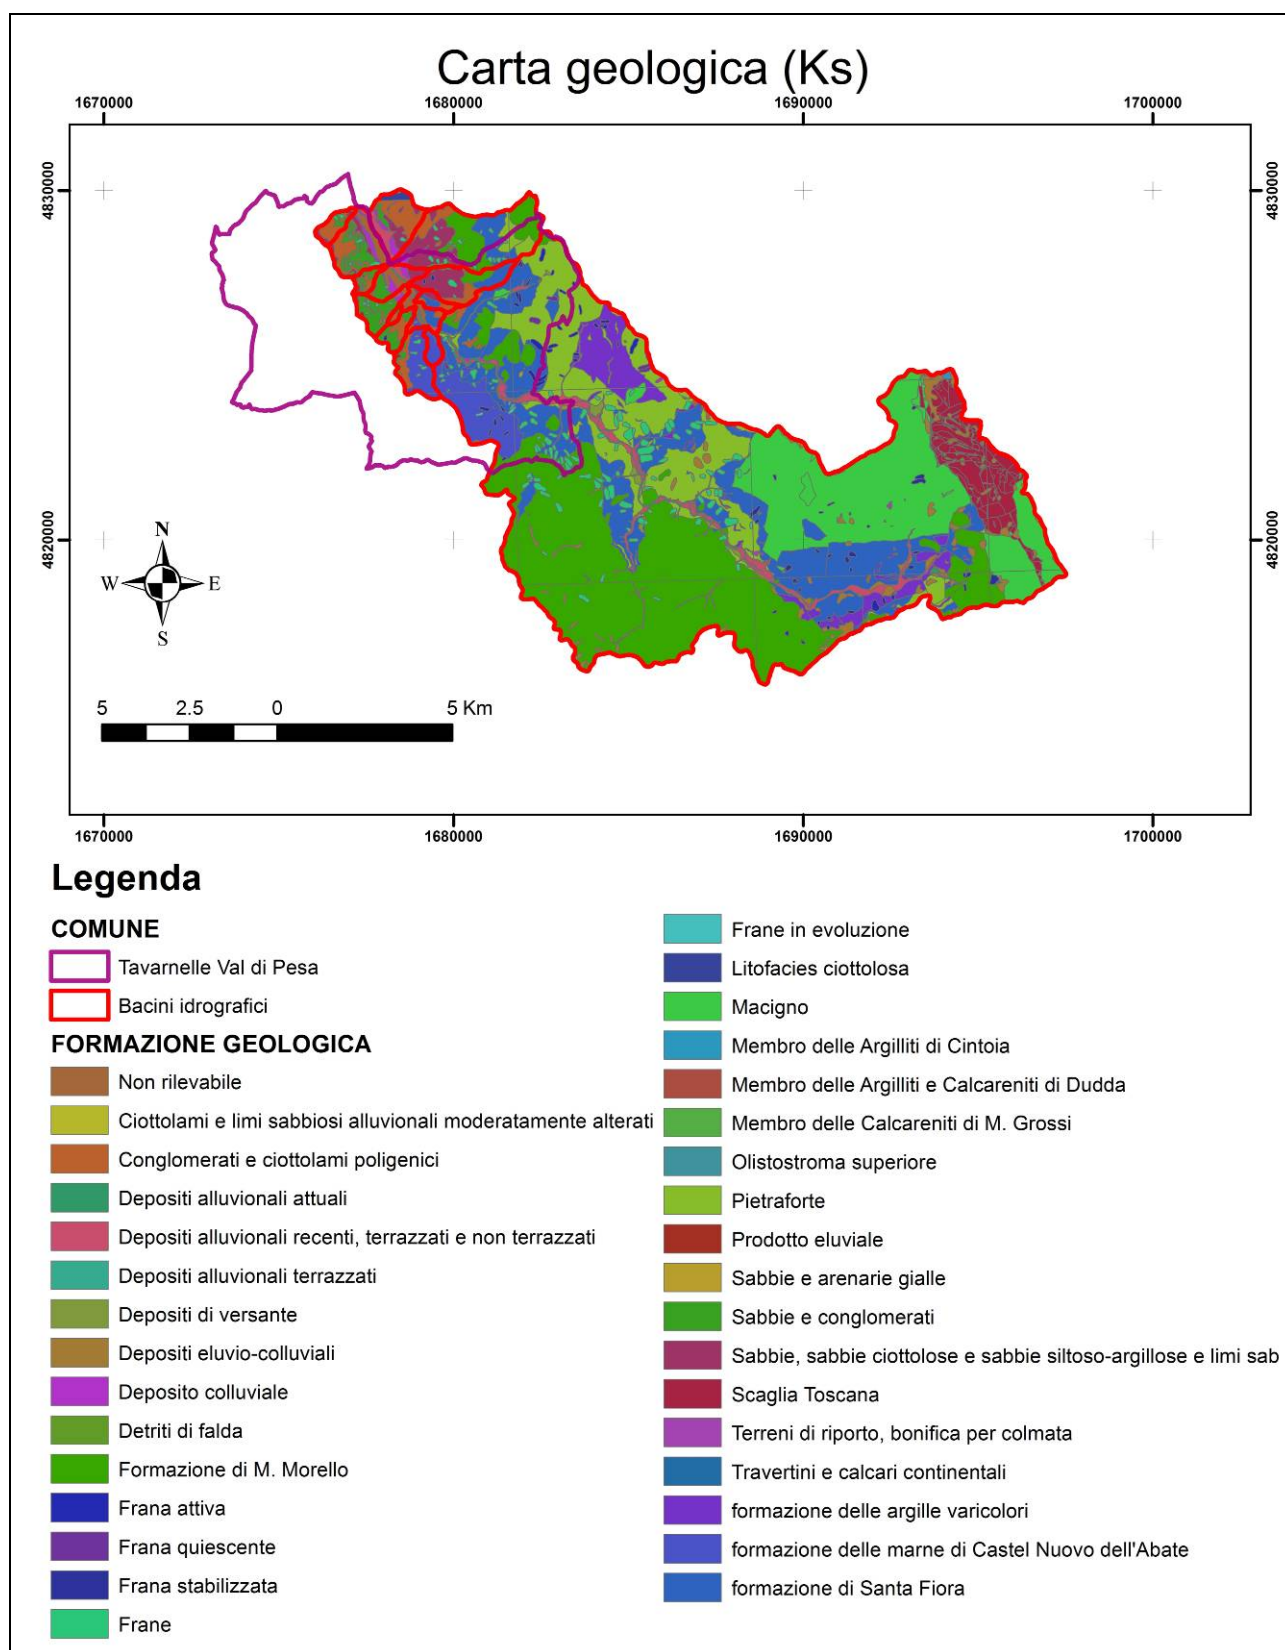 Carta geologica (Ks)
1670000 1680000 1690000 1700000
4830000 4830000
4820000 4820000
N
W E
S
5 2.5 0 5 Km
1670000 1680000 1690000 1700000
Legenda
COMUNE
Tavarnelle Val di Pesa
Bacini idrografici
FORMAZIONE GEOLOGICA
Non rilevabile
Ciottolami e limi sabbiosi alluvionali moderatamente alterati
Conglomerati e ciottolami poligenici
Depositi alluvionali attuali
Depositi alluvionali recenti, terrazzati e non terrazzati
Depositi alluvionali terrazzati
Depositi di versante
Depositi eluvio-colluviali
Deposito colluviale
Detriti di falda
Formazione di M. Morello
Frana attiva
Frana quiescente
Frana stabilizzata
Frane
Frane in evoluzione
Litofacies ciottolosa
Macigno
Membro delle Argilliti di Cintoia
Membro delle Argilliti e Calcareniti di Dudda
Membro delle Calcareniti di M. Grossi
Olistostroma superiore
Pietraforte
Prodotto eluviale
Sabbie e arenarie gialle
Sabbie e conglomerati
Sabbie, sabbie ciottolose e sabbie siltoso-argillose e limi sab
Scaglia Toscana
Terreni di riporto, bonifica per colmata
Travertini e calcari continentali
formazione delle argille varicolori
formazione delle marne di Castel Nuovo dell'Abate
formazione di Santa Fiora